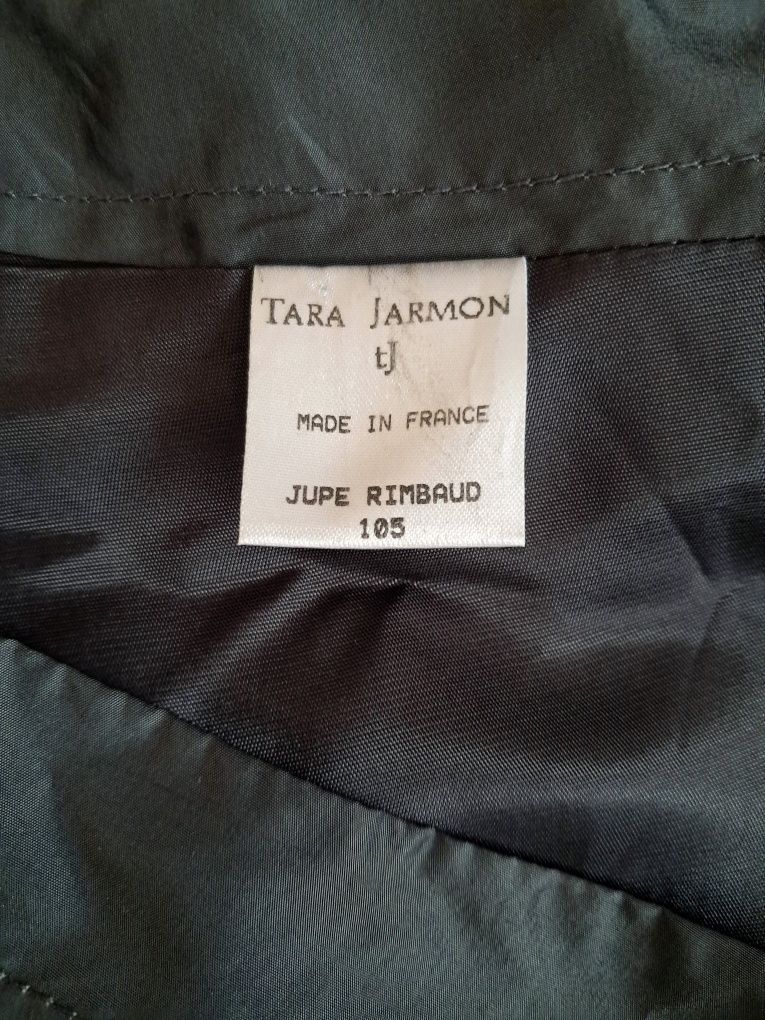 TARA JARMON
tJ
MADE IN FRANCE
JUPE RIMBAUD
105